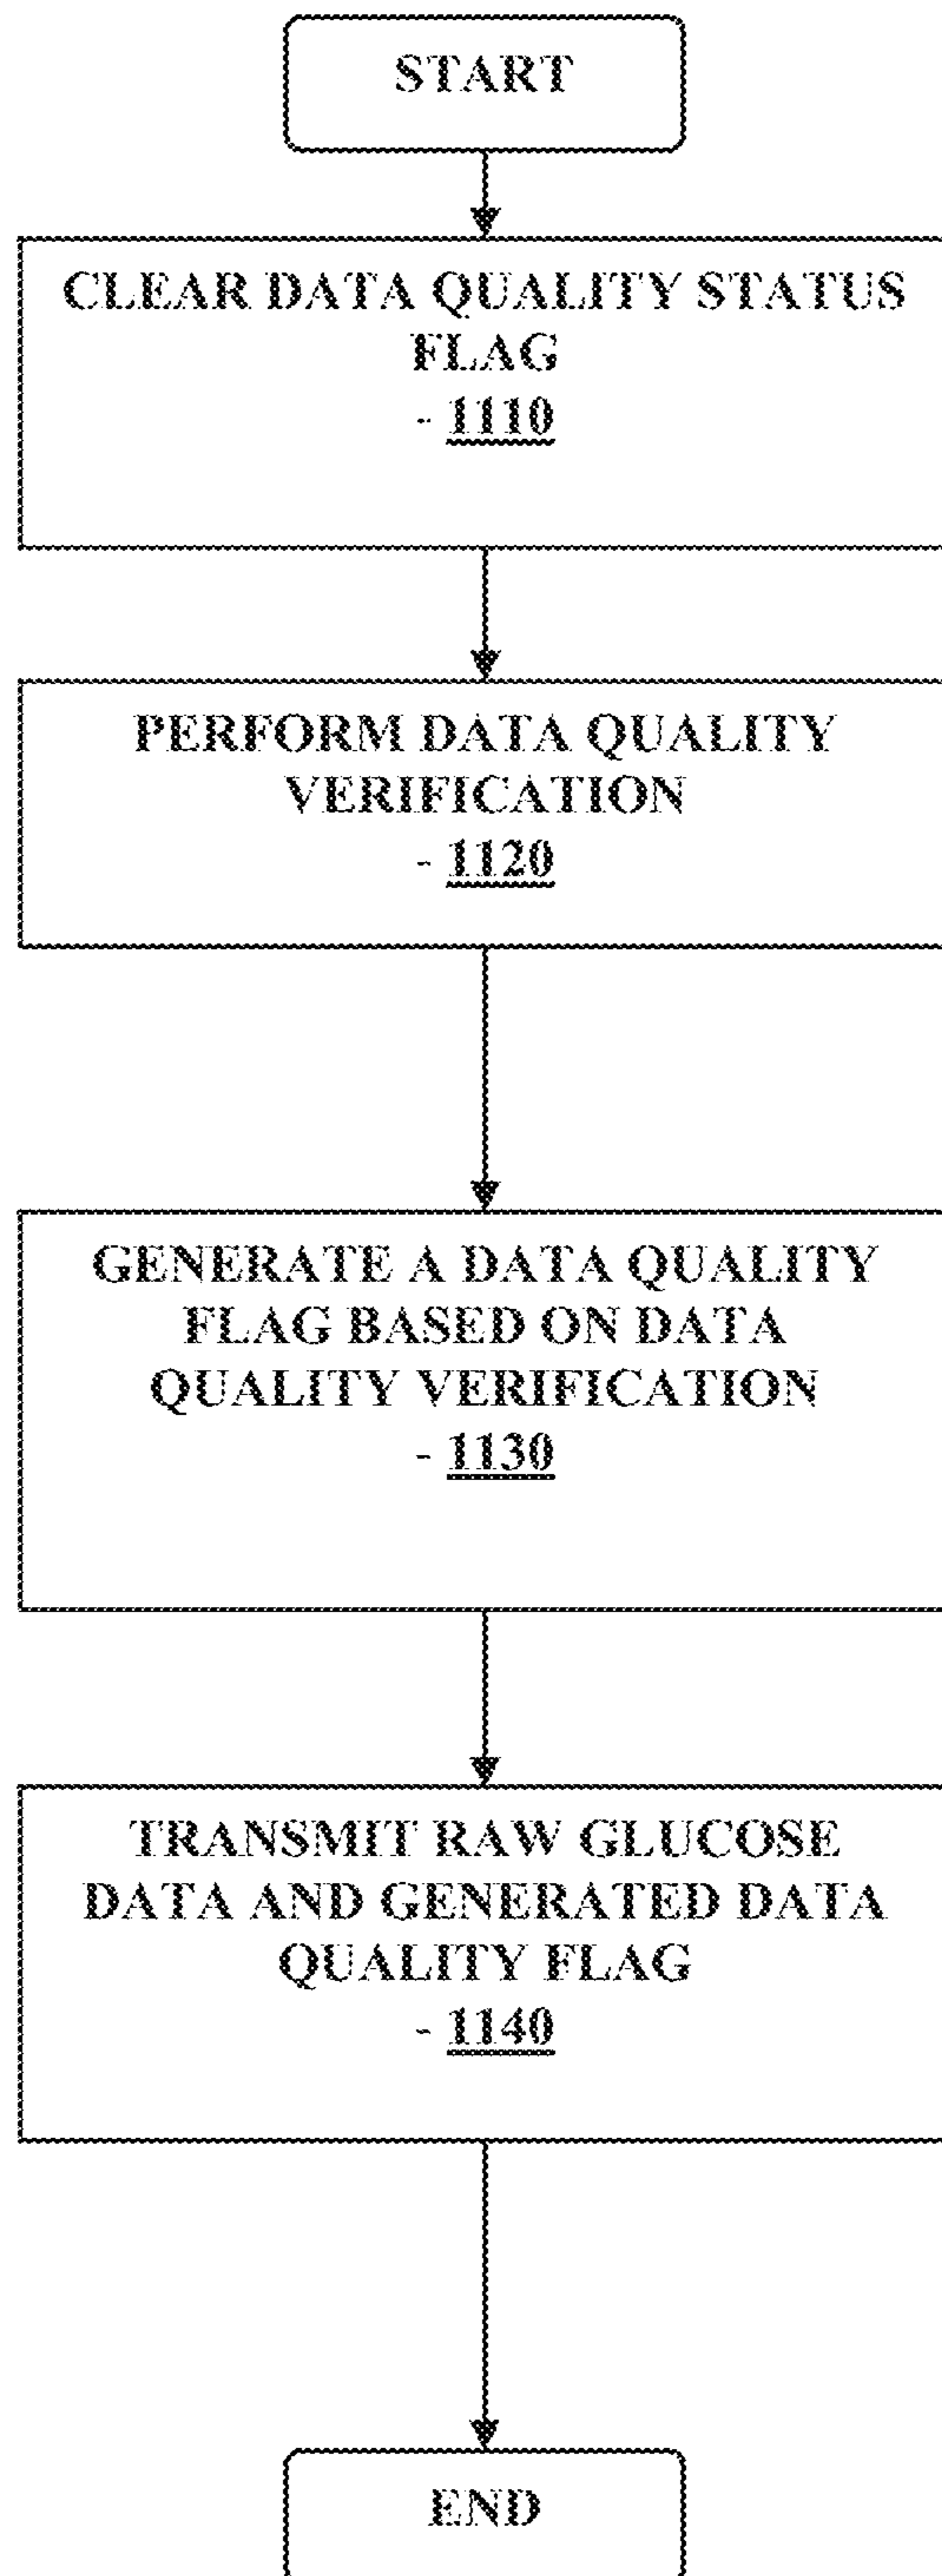 START
CLEAR DATA QUALITY STATUS
FLAG
- 1110
PERFORM DATA QUALITY
VERIFICATION
- 1120
GENERATE A DATA QUALITY
FLAG BASED ON DATA
QUALITY VERIFICATION
- 1130
TRANSMIT RAW GLUCOSE
DATA AND GENERATED DATA
QUALITY FLAG
- 1140
END